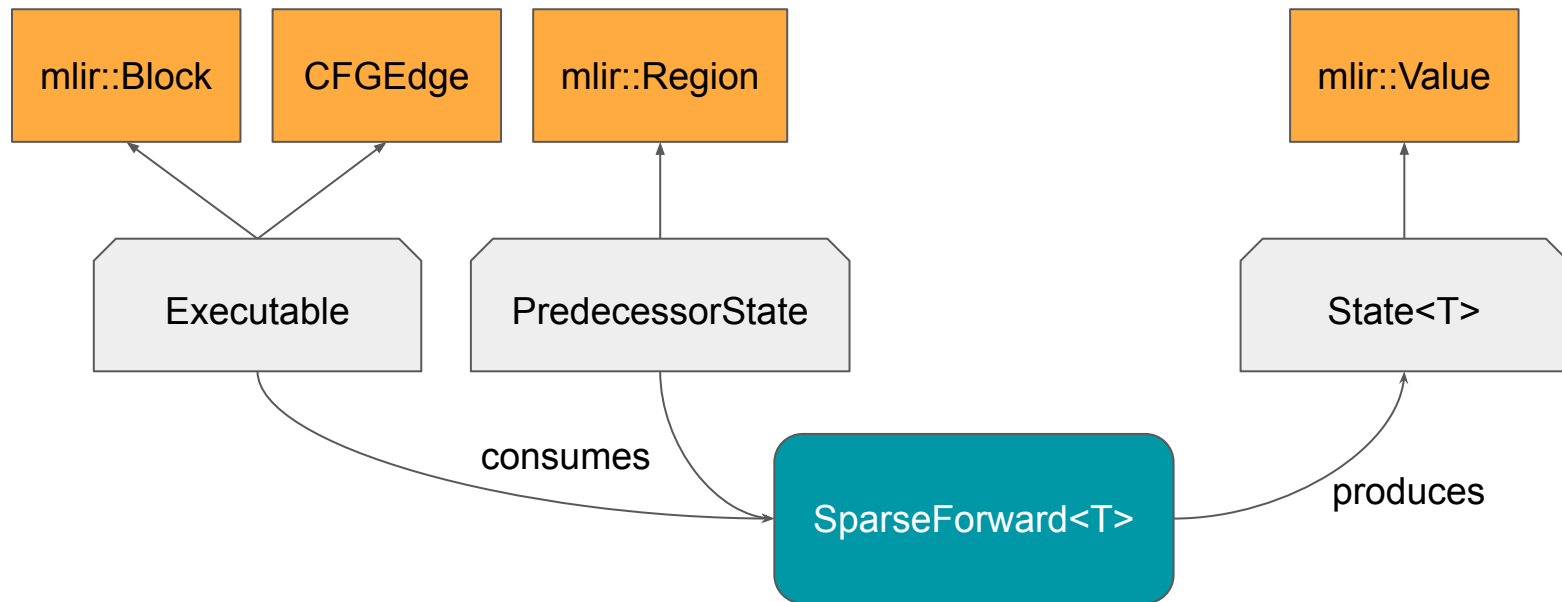 mlir::Block
CFGEdge
mlir::Region
mlir::Value
Executable
PredecessorState
State<T>
consumes
SparseForward<T>
produces